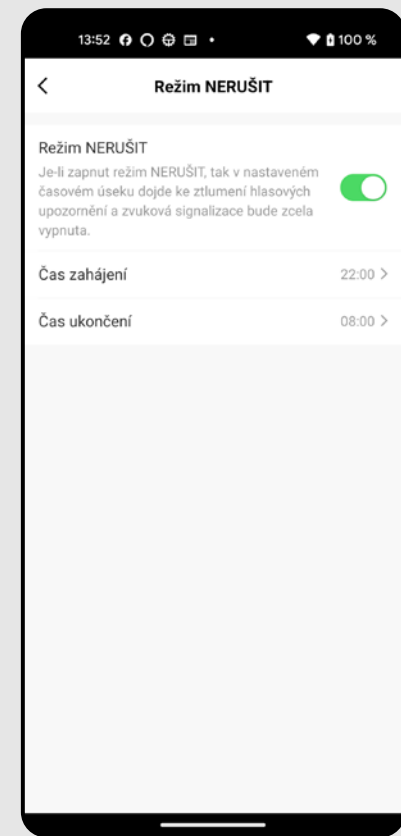 13:52 100 %
Režim NERUŠIT
Režim NERUŠIT
Je-li zapnut režim NERUŠIT, tak v nastaveném
časovém úseku dojde ke ztlumení hlasových
upozornění a zvuková signalizace bude zcela
vypnuta.
Čas zahájení 22:00
Čas ukončení 08:00